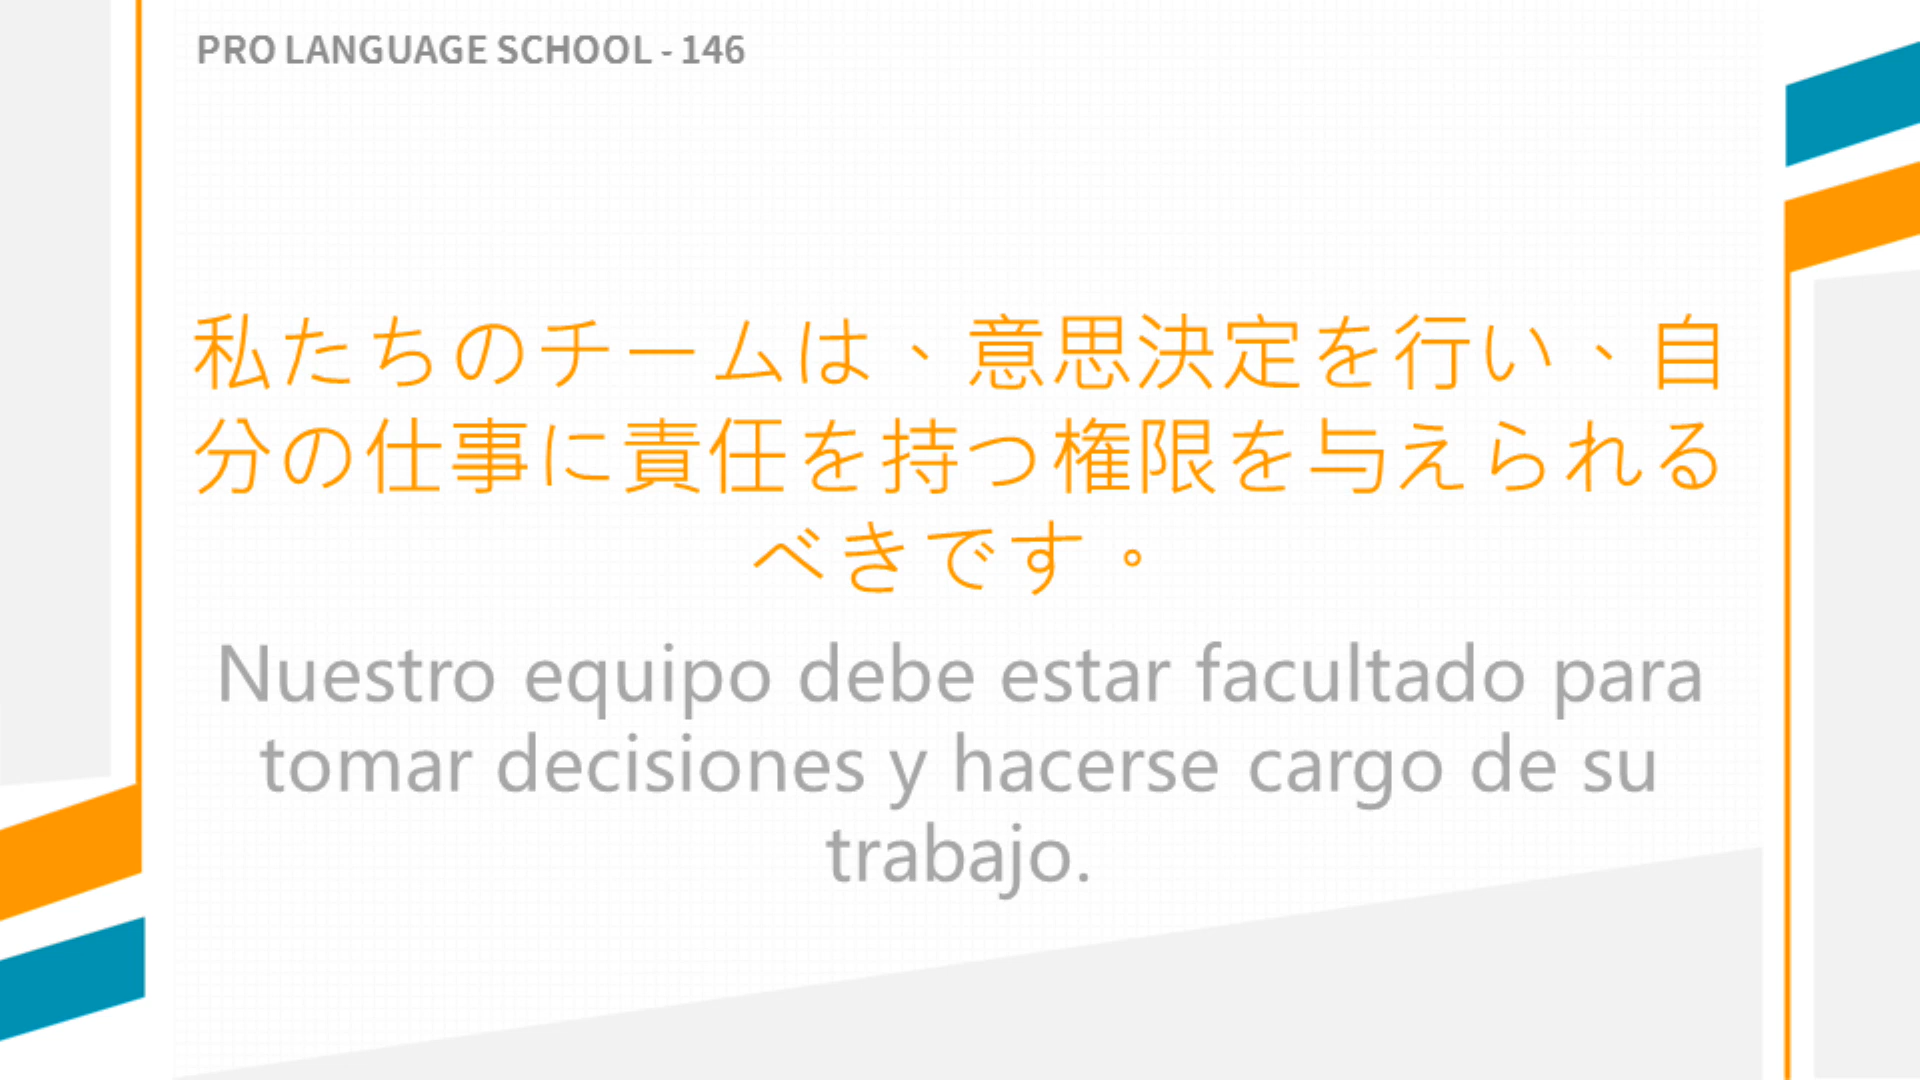 PRO LANGUAGE SCHOOL - 146
私たちのチームは、意思決定を行い、自
分の仕事に責任を持つ権限を与えられる
べきです。
Nuestro equipo debe estar facultado para
tomar decisiones y hacerse cargo de su
trabajo.